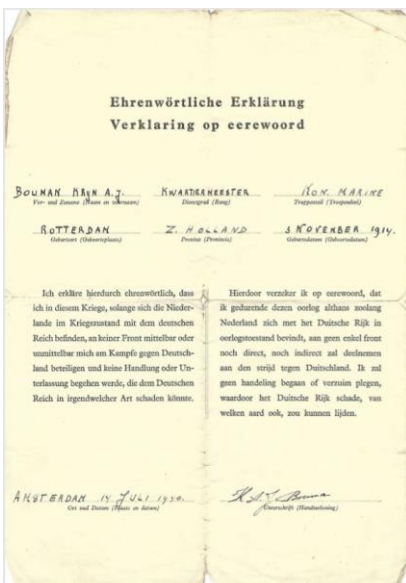 Ehrenwörtliche Erklärung
Verklaring op eerewoord
BOUMAN KRYN A.J. KWARTIERMEESTER KON. MARINE
Vor- und Zuname (Naam en voornaam) Dienstgrad (Rang) Truppenteil (Troependeel)
ROTTERDAM Z. HOLLAND 3 NOVEMBER 1914.
Geburtsort (Geboorteplaats) Provinz (Provincie) Geburtsdatum (Geboortedatum)
Ich erkläre hierdurch ehrenwörtlich, dass
ich in diesem Kriege, solange sich die Nieder-
lande im Kriegszustand mit dem deutschen
Reich befinden, an keiner Front mittelbar oder
unmittelbar mich am Kampfe gegen Deutsch-
land beteiligen und keine Handlung oder Un-
terlassung begehen werde, die dem Deutschen
Reich in irgendwelcher Art schaden könnte.
Hierdoor verzeker ik op eerewoord, dat
ik gedurende dezen oorlog althans zoolang
Nederland zich met het Duitsche Rijk in
oorlogstoestand bevindt, aan geen enkel front
noch direct, noch indirect zal deelnemen
aan den strijd tegen Duitschland. Ik zal
geen handeling begaan of verzuim plegen,
waardoor het Duitsche Rijk schade, van
welken aard ook, zou kunnen lijden.
AMSTERDAM 14 JULI 1940.
Ort und Datum (Plaats en datum)
Unterschrift (Handteekening)